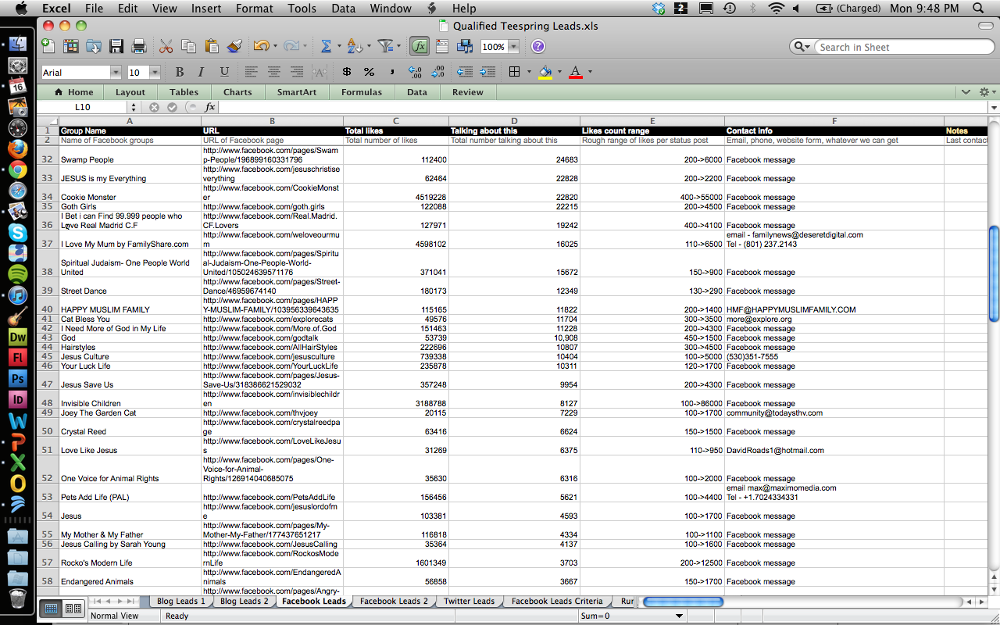 Excel File Edit View Insert Format Tools Data Window Help 2 (Charged) Mon 9:48 PM
Qualified Teespring Leads.xls
100% Search in Sheet
Arial 10 B I U
Home Layout Tables Charts SmartArt Formulas Data Review
L10 fx
A B C D E F
1 Group Name URL Total likes Talking about this Likes count range Contact Info Notes
2 Name of Facebook groups URL of Facebook page Total number of likes Total number talking about this Rough range of likes per status post Email, phone, website form, whatever we can get Last contact
http://www.facebook.com/pages/Swam
32 Swamp People p-People/196899160331796 112400 24683 200->6000 Facebook message
http://www.facebook.com/jesuschristise
33 JESUS is my Everything verything 62464 22828 200->2200 Facebook message
http://www.facebook.com/CookieMonst
34 Cookie Monster er 4519228 22820 400->55000 Facebook message
35 Goth Girls http://www.facebook.com/goth.girls 122088 22215 200->4500 Facebook message
I Bet i can Find 99.999 people who http://www.facebook.com/Real.Madrid.
36 Love Real Madrid C.F CF.Lovers 127971 19242 400->4100 Facebook message
http://www.facebook.com/weloveourmu email - familynews@deseretdigital.com
37 I Love My Mum by FamilyShare.com m 4598102 16025 110->6500 Tel - (801) 237.2143
http://www.facebook.com/pages/Spiritu
Spiritual Judaism- One People World al-Judaism-One-People-World-
38 United United/105024639571176 371041 15672 150->900 Facebook message
http://www.facebook.com/pages/Street-
39 Street Dance Dance/46959674140 180173 12349 130->290 Facebook message
http://www.facebook.com/pages/HAPP
40 HAPPY MUSLIM FAMILY Y-MUSLIM-FAMILY/103956339643635 115165 11822 200->1400 HMF@HAPPYMUSLIMFAMILY.COM
41 Cat Bless You http://www.facebook.com/explorecats 49576 11704 300->3500 more@explore.org
42 I Need More of God in My Life http://www.facebook.com/More.of.God 151463 11228 200->4300 Facebook message
43 God http://www.facebook.com/godtalk 53739 10,908 450->1500 Facebook message
44 Hairstyles http://www.facebook.com/AllHairStyles 222696 10807 300->4500 Facebook message
45 Jesus Culture http://www.facebook.com/jesusculture 739338 10404 100->5000 (530)351-7555
46 Your Luck Life http://www.facebook.com/YourLuckLife 235878 10311 120->1700 Facebook message
http://www.facebook.com/pages/Jesus-
47 Jesus Save Us Save-Us/318386621529032 357248 9954 200->4300 Facebook message
http://www.facebook.com/invisiblechildr
48 Invisible Children en 3188788 8127 100->86000 Facebook message
49 Joey The Garden Cat http://www.facebook.com/thvjoey 20115 7229 100->1700 community@todaysthv.com
http://www.facebook.com/crystalreedpa
50 Crystal Reed ge 63416 6624 150->1500 Facebook message
http://www.facebook.com/LoveLikeJesu
51 Love Like Jesus s 31269 6375 110->950 DavidRoads1@hotmail.com
http://www.facebook.com/pages/One-
Voice-for-Animal-
52 One Voice for Animal Rights Rights/126914040685075 35630 6316 100->2000 Facebook message
email max@maximomedia.com
53 Pets Add Life (PAL) http://www.facebook.com/PetsAddLife 156456 5621 100->4400 Tel - +1.7024334331
http://www.facebook.com/jesuslordofm
54 Jesus e 103381 4593 100->1700 Facebook message
http://www.facebook.com/pages/My-
55 My Mother & My Father Mother-My-Father/177437651217 116818 4334 100->1100 Facebook message
56 Jesus Calling by Sarah Young http://www.facebook.com/JesusCalling 35364 4137 100->1600 Facebook message
http://www.facebook.com/RockosMode
57 Rocko's Modern Life rnLife 1601349 3703 200->12500 Facebook message
http://www.facebook.com/EndangeredA
58 Endangered Animals nimals 56858 3667 150->1700 Facebook message
http://www.facebook.com/pages/Angry-
Blog Leads 1 Blog Leads 2 Facebook Leads Facebook Leads 2 Twitter Leads Facebook Leads Criteria Rur
Normal View Ready Sum=0
16
Dw
Fl
Ps
ID